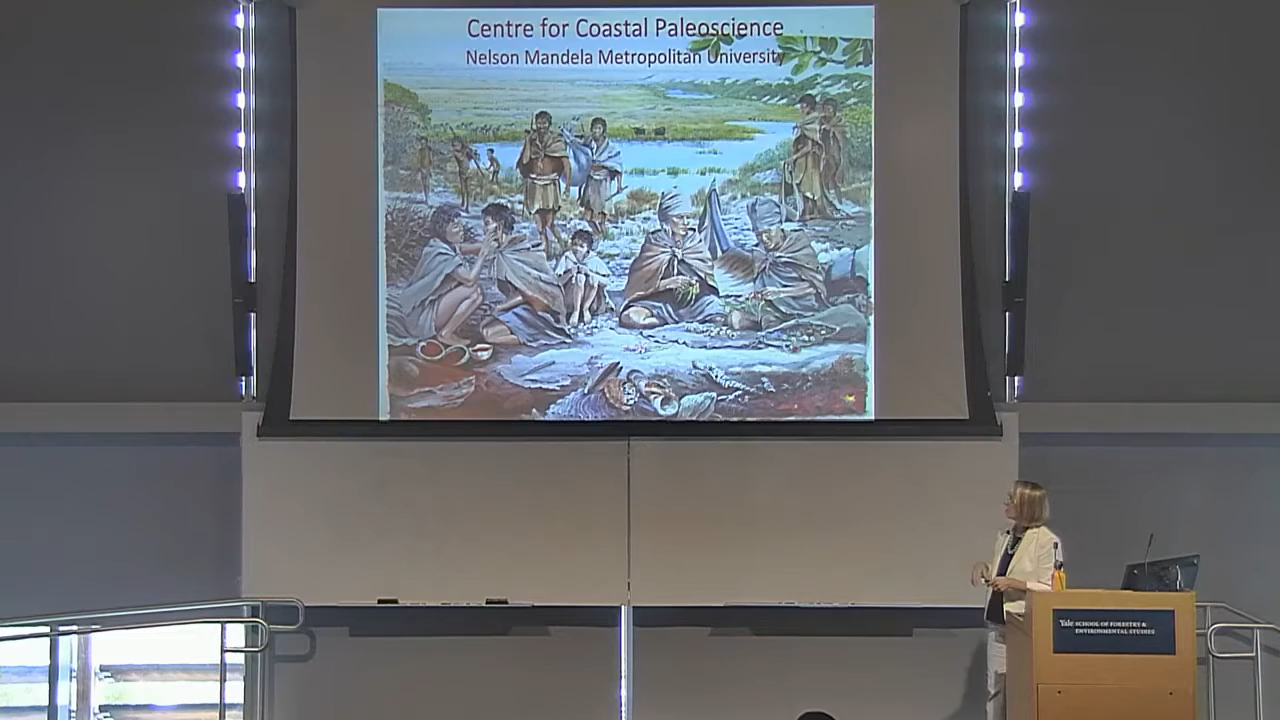 Centre for Coastal Paleoscience
Nelson Mandela Metropolitan University
Yale SCHOOL OF FORESTRY &
ENVIRONMENTAL STUDIES